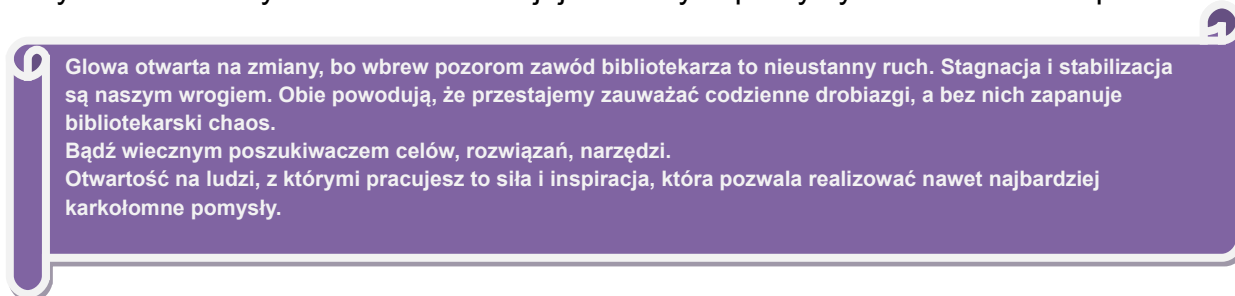 Glowa otwarta na zmiany, bo wbrew pozorom zawód bibliotekarza to nieustanny ruch. Stagnacja i stabilizacja
są naszym wrogiem. Obie powodują, że przestajemy zauważać codzienne drobiazgi, a bez nich zapanuje
bibliotekarski chaos.
Bądź wiecznym poszukiwaczem celów, rozwiązań, narzędzi.
Otwartość na ludzi, z którymi pracujesz to siła i inspiracja, która pozwala realizować nawet najbardziej
karkołomne pomysły.